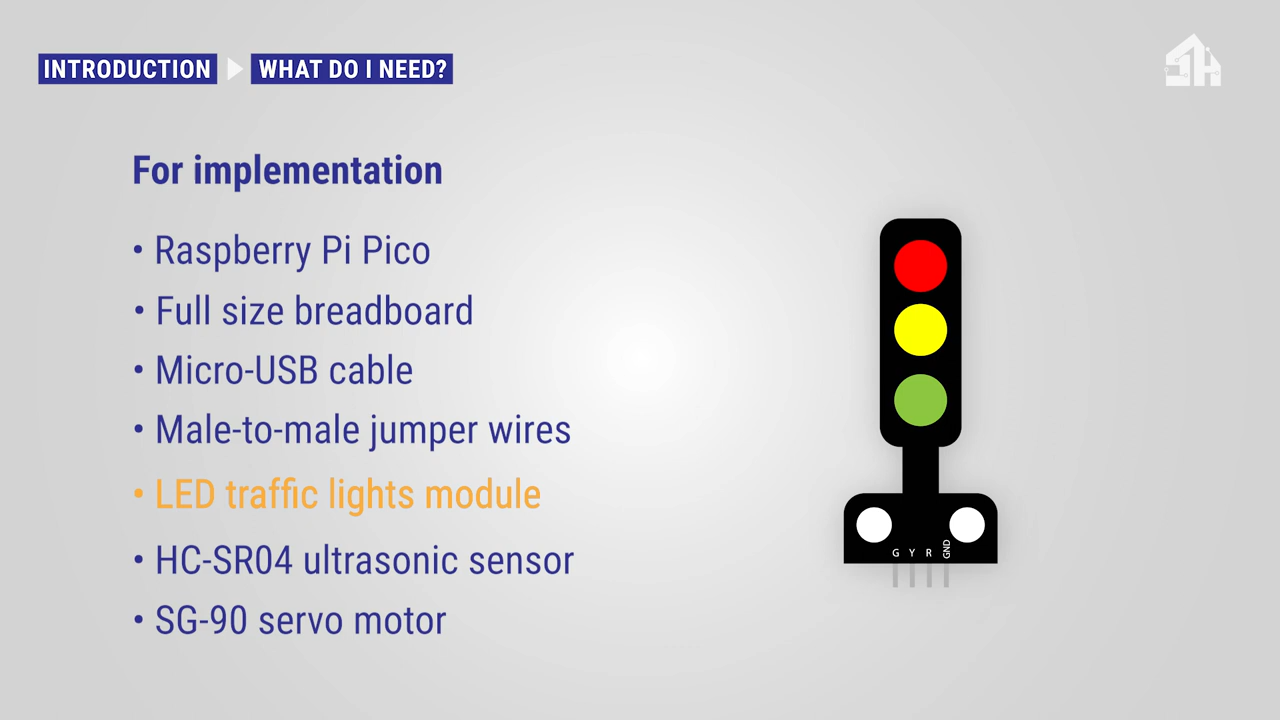 INTRODUCTION WHAT DO I NEED?
SH
For implementation
• Raspberry Pi Pico
• Full size breadboard
• Micro-USB cable
• Male-to-male jumper wires
• LED traffic lights module
• HC-SR04 ultrasonic sensor
• SG-90 servo motor
G Y R GND